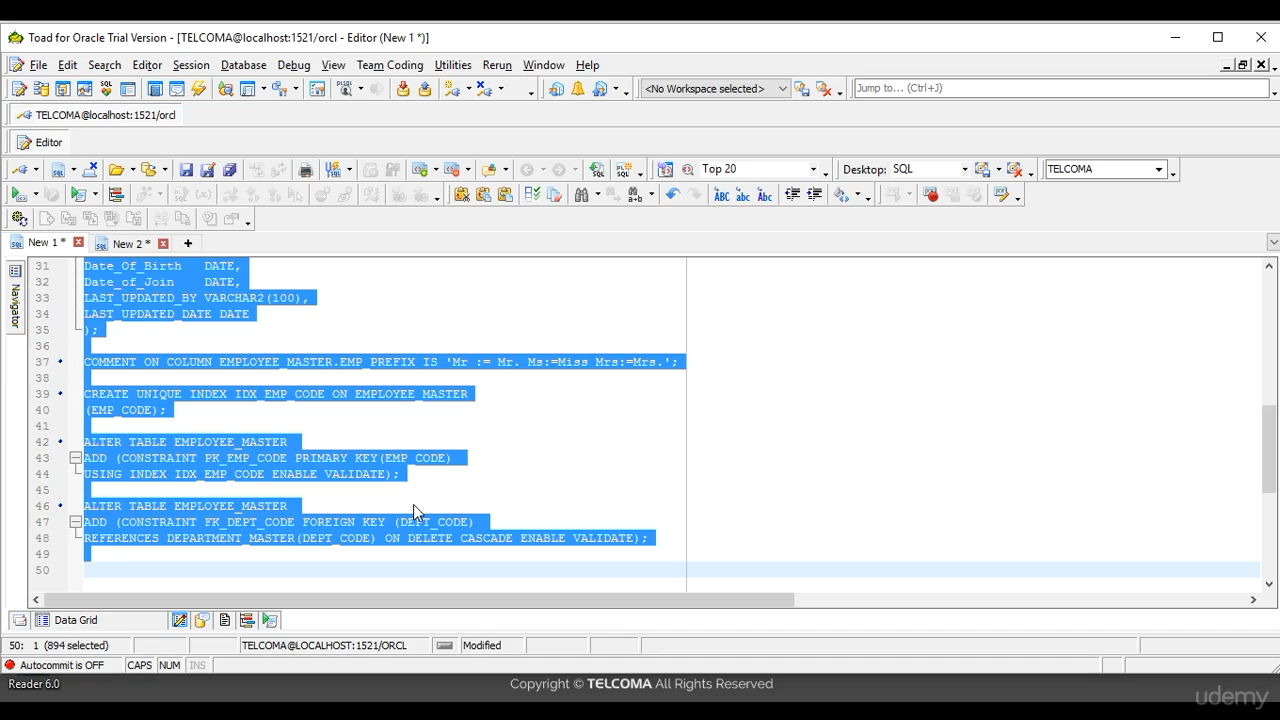 Toad for Oracle Trial Version - [TELCOMA@localhost:1521/orcl - Editor (New 1 *)]
File Edit Search Editor Session Database Debug View Team Coding Utilities Rerun Window Help
<No Workspace selected> Jump to... (Ctrl+J)
TELCOMA@localhost:1521/orcl
Editor
Top 20 Desktop: SQL TELCOMA
New 1 * New 2 * +
Navigator
31 Date_Of_Birth DATE,
32 Date_of_Join DATE,
33 LAST_UPDATED_BY VARCHAR2(100),
34 LAST_UPDATED_DATE DATE
35 );
36
37 COMMENT ON COLUMN EMPLOYEE_MASTER.EMP_PREFIX IS 'Mr := Mr. Ms:=Miss Mrs:=Mrs.';
38
39 CREATE UNIQUE INDEX IDX_EMP_CODE ON EMPLOYEE_MASTER
40 (EMP_CODE);
41
42 ALTER TABLE EMPLOYEE_MASTER
43 ADD (CONSTRAINT PK_EMP_CODE PRIMARY KEY(EMP_CODE)
44 USING INDEX IDX_EMP_CODE ENABLE VALIDATE);
45
46 ALTER TABLE EMPLOYEE_MASTER
47 ADD (CONSTRAINT FK_DEPT_CODE FOREIGN KEY (DEPT_CODE)
48 REFERENCES DEPARTMENT_MASTER(DEPT_CODE) ON DELETE CASCADE ENABLE VALIDATE);
49
50
Data Grid
50: 1 (894 selected) TELCOMA@LOCALHOST:1521/ORCL Modified
Autocommit is OFF CAPS NUM INS
Reader 6.0
Copyright © TELCOMA All Rights Reserved
udemy